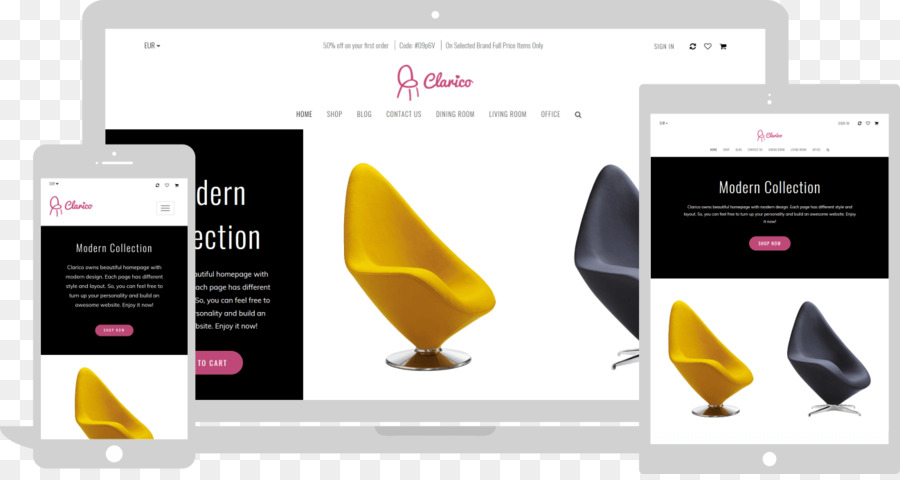 EUR
50% off on your first order | Code: #09p6V | On Selected Brand Full Price Items Only
SIGN IN
Clarico
HOME SHOP BLOG CONTACT US DINING ROOM LIVING ROOM OFFICE
dern
ection
autiful homepage with
ach page has different
So, you can feel free to
rsonality and build an
bsite. Enjoy it now!
TO CART
EUR
Clarico
Modern Collection
Clarico owns beautiful homepage with
modern design. Each page has different
style and layout. So, you can feel free to
turn up your personality and build an
awesome website. Enjoy it now!
SHOP NOW
EUR
SIGN IN
Clarico
HOME SHOP BLOG CONTACT US DINING ROOM LIVING ROOM OFFICE
Modern Collection
Clarico owns beautiful homepage with modern design. Each page has different style and
layout. So, you can feel free to turn up your personality and build an awesome website. Enjoy
it now!
SHOP NOW